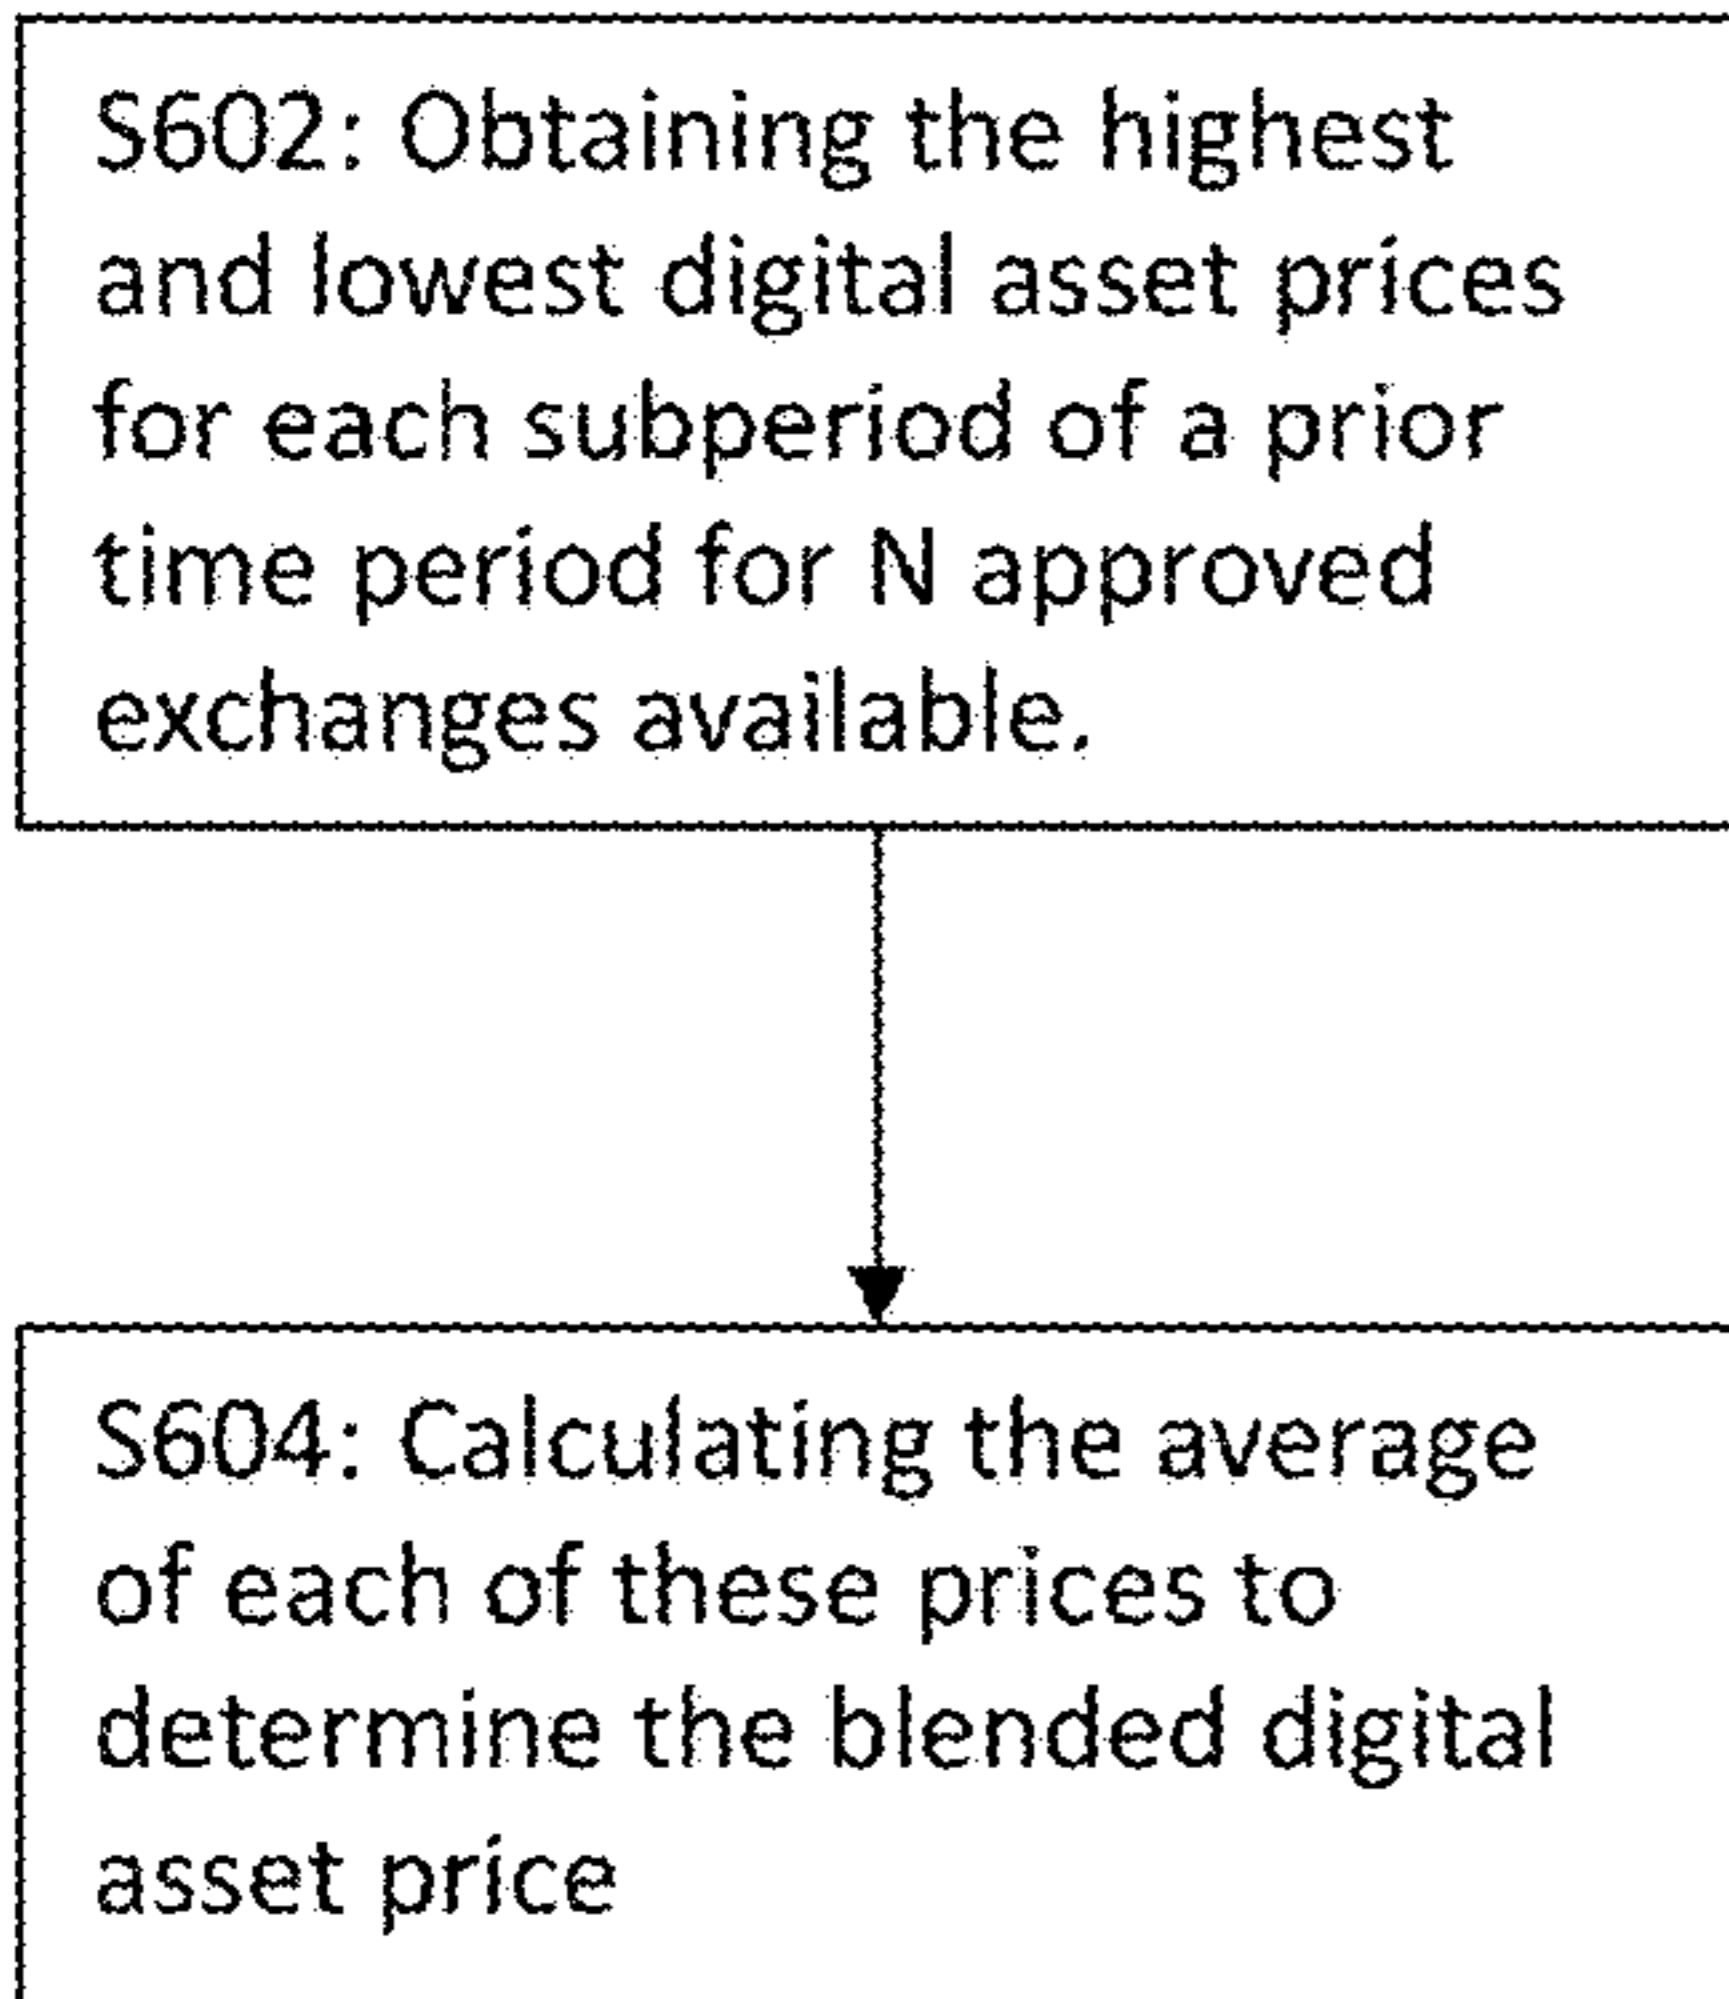 S602: Obtaining the highest
and lowest digital asset prices
for each subperiod of a prior
time period for N approved
exchanges available.
S604: Calculating the average
of each of these prices to
determine the blended digital
asset price